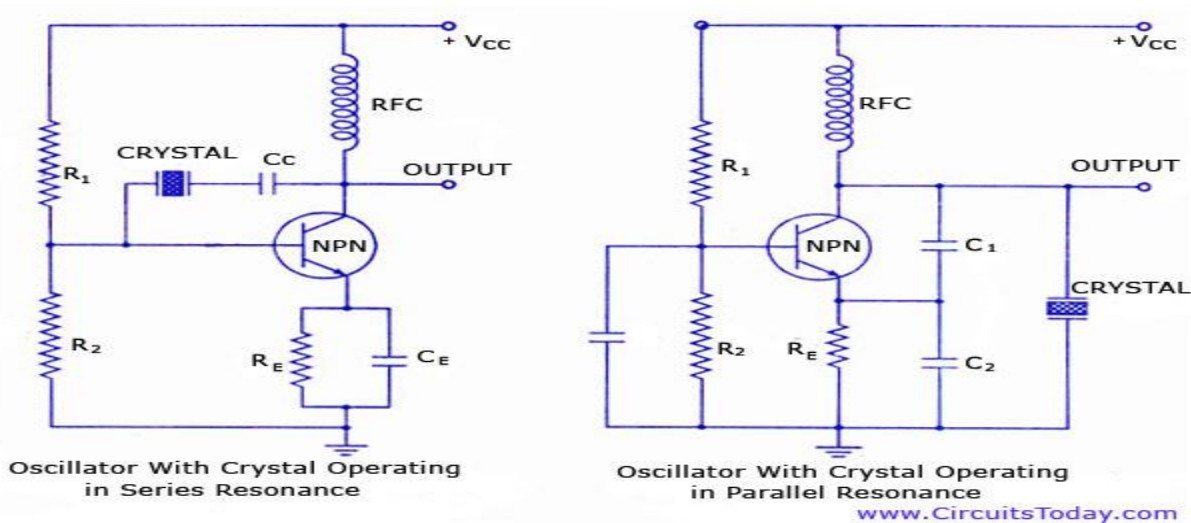 + VCC
RFC
CRYSTAL
Cc
OUTPUT
R1
NPN
R2
RE
CE
Oscillator With Crystal Operating
in Series Resonance
+ VCC
RFC
R1
OUTPUT
NPN
C1
CRYSTAL
R2
RE
C2
Oscillator With Crystal Operating
in Parallel Resonance
www.CircuitsToday.com